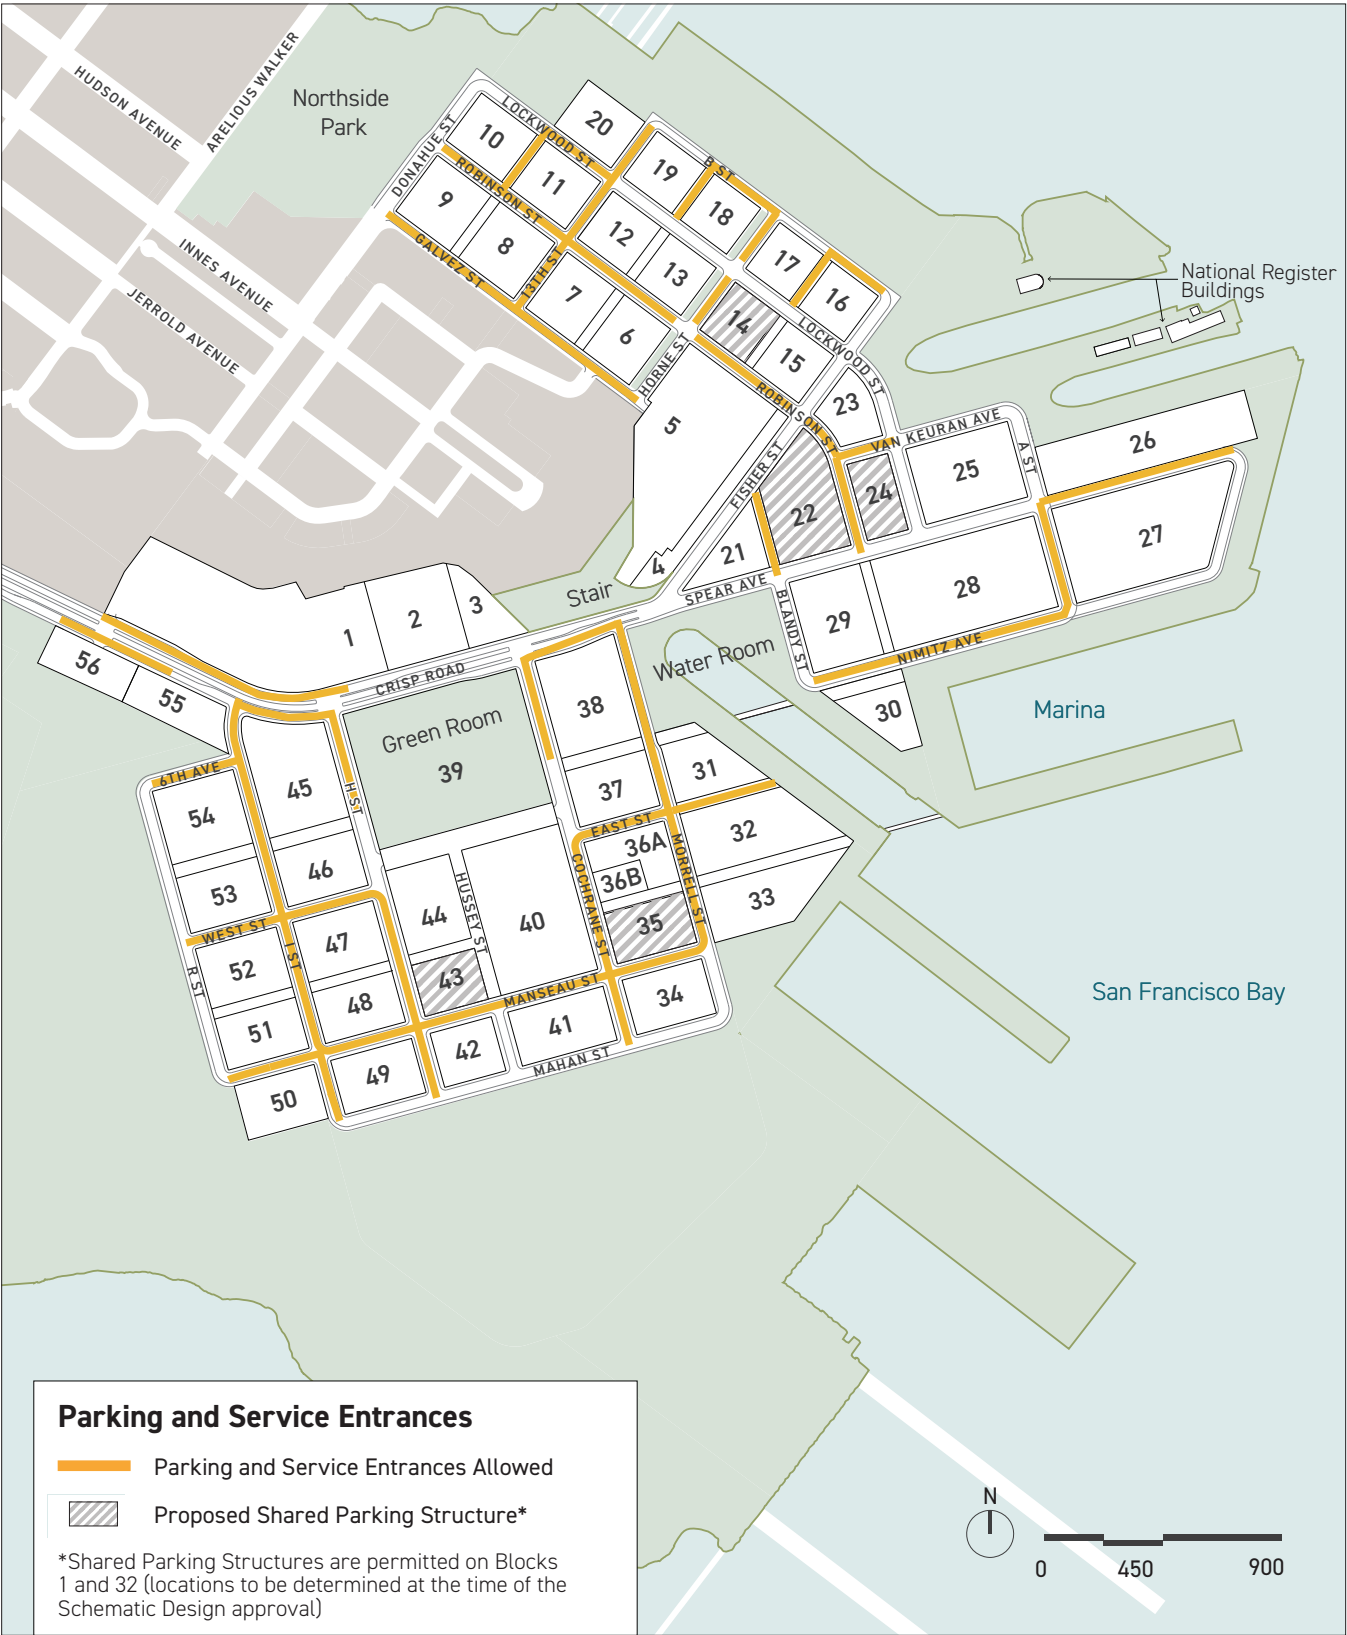 HUDSON AVENUE
ARELIOUS WALKER
Northside
Park
INNES AVENUE
JERROLD AVENUE
DONAHUE ST
LOCKWOOD ST
ROBINSON ST
GALVEZ ST
13TH ST
B ST
HORNE ST
LOCKWOOD ST
ROBINSON ST
FISHER ST
VAN KEURAN AVE
A ST
National Register
Buildings
20
10
19
11
9
18
8
12
17
13
7
16
6
14
15
5
23
26
25
24
22
27
21
4
28
29
Stair
SPEAR AVE
BLANDY ST
NIMITZ AVE
Water Room
30
Marina
1
2
3
CRISP ROAD
56
55
Green Room
39
38
31
37
32
33
EAST ST
36A
36B
MORRELL ST
COCHRANE ST
35
34
6TH AVE
54
45
H ST
46
53
WEST ST
I ST
47
52
R ST
48
51
50
49
44
HUSSEY ST
40
43
MANSEAU ST
42
41
MAHAN ST
San Francisco Bay
Parking and Service Entrances
Parking and Service Entrances Allowed
Proposed Shared Parking Structure*
*Shared Parking Structures are permitted on Blocks
1 and 32 (locations to be determined at the time of the
Schematic Design approval)
N
0 450 900